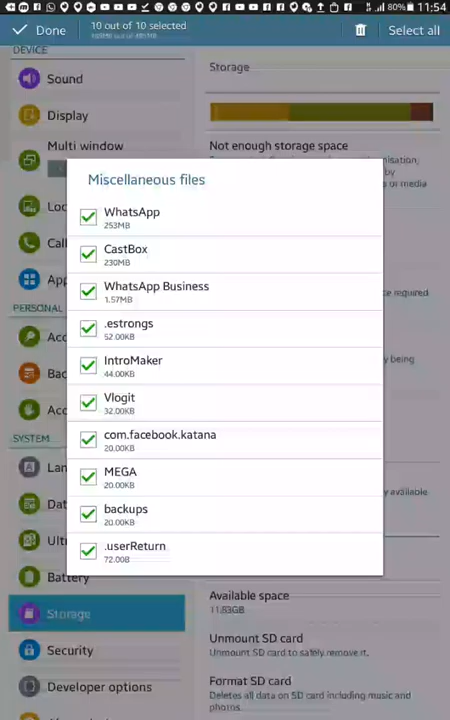 80% 11:54
Done
10 out of 10 selected
Select all
DEVICE
Sound
Display
Multi window
PERSONAL
SYSTEM
Battery
Storage
Security
Developer options
Storage
Not enough storage space
or media
Miscellaneous files
WhatsApp
253MB
CastBox
230MB
WhatsApp Business
1.57MB
.estrongs
52.00KB
IntroMaker
44.00KB
Vlogit
32.00KB
com.facebook.katana
20.00KB
MEGA
20.00KB
backups
20.00KB
.userReturn
72.00B
Available space
Unmount SD card
Unmount SD card to safely remove it.
Format SD card
Deletes all data on SD card including music and
photos.